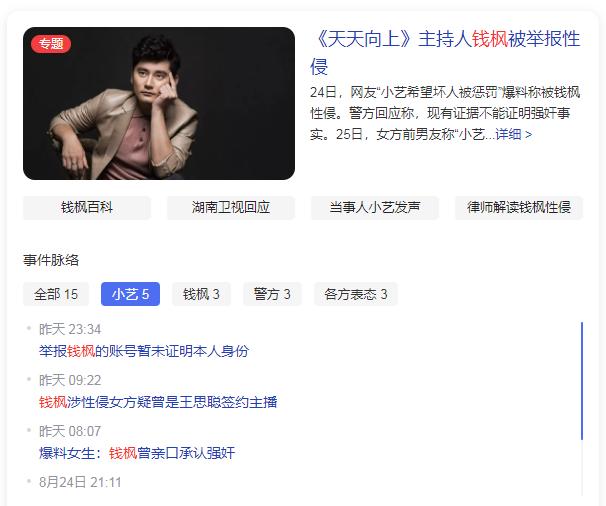 专题
《天天向上》主持人钱枫被举报性
侵
24日，网友“小艺希望坏人被惩罚”爆料称被钱枫
性侵。警方回应称，现有证据不能证明强奸事
实。25日，女方前男友称“小艺...详细 >
钱枫百科
湖南卫视回应
当事人小艺发声
律师解读钱枫性侵
事件脉络
全部 15
小艺 5
钱枫 3
警方 3
各方表态 3
昨天 23:34
举报钱枫的账号暂未证明本人身份
昨天 09:22
钱枫涉性侵女方疑曾是王思聪签约主播
昨天 08:07
爆料女生：钱枫曾亲口承认强奸
8月24日 21:11